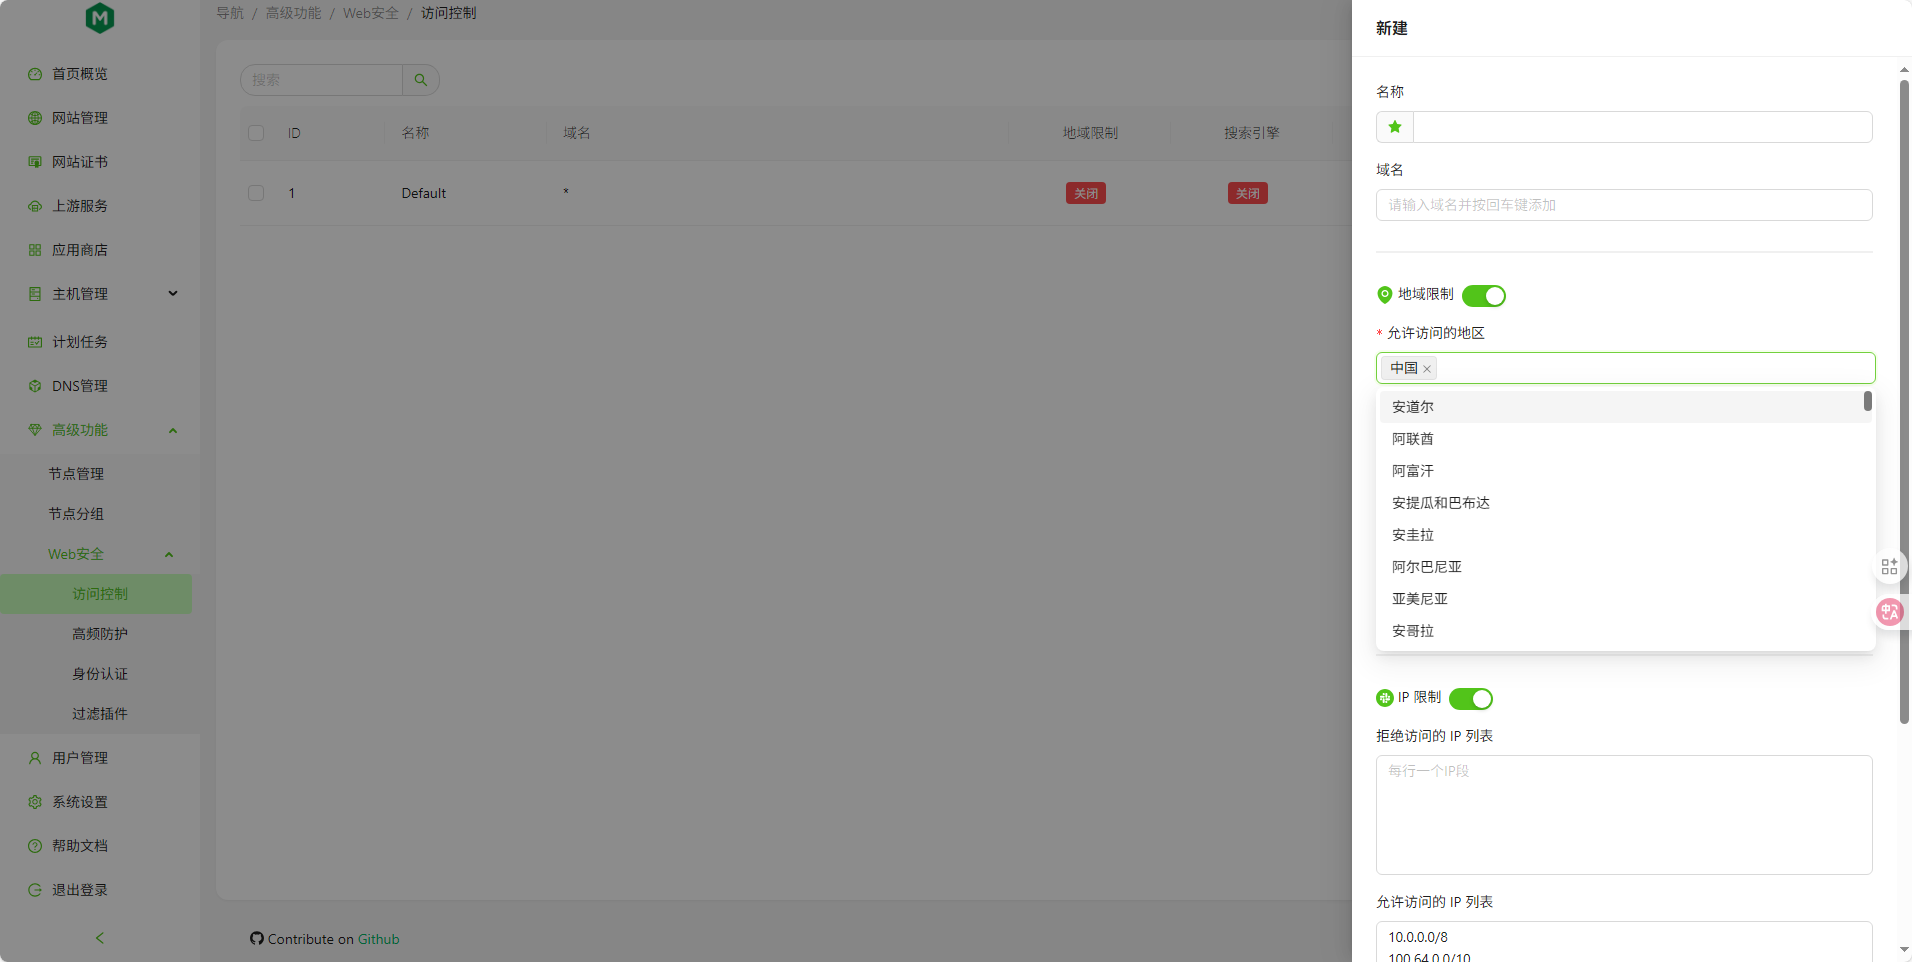 M
首页概览
网站管理
网站证书
上游服务
应用商店
主机管理
计划任务
DNS管理
高级功能
节点管理
节点分组
Web安全
访问控制
高频防护
身份认证
过滤插件
用户管理
系统设置
帮助文档
退出登录
导航 / 高级功能 / Web安全 / 访问控制
搜索
ID 名称 域名 地域限制 搜索引擎
1 Default * 关闭 关闭
Contribute on Github
新建
名称
域名
请输入域名并按回车键添加
地域限制
* 允许访问的地区
中国 ×
安道尔
阿联酋
阿富汗
安提瓜和巴布达
安圭拉
阿尔巴尼亚
亚美尼亚
安哥拉
IP 限制
拒绝访问的 IP 列表
每行一个IP段
允许访问的 IP 列表
10.0.0.0/8
100.64.0.0/10